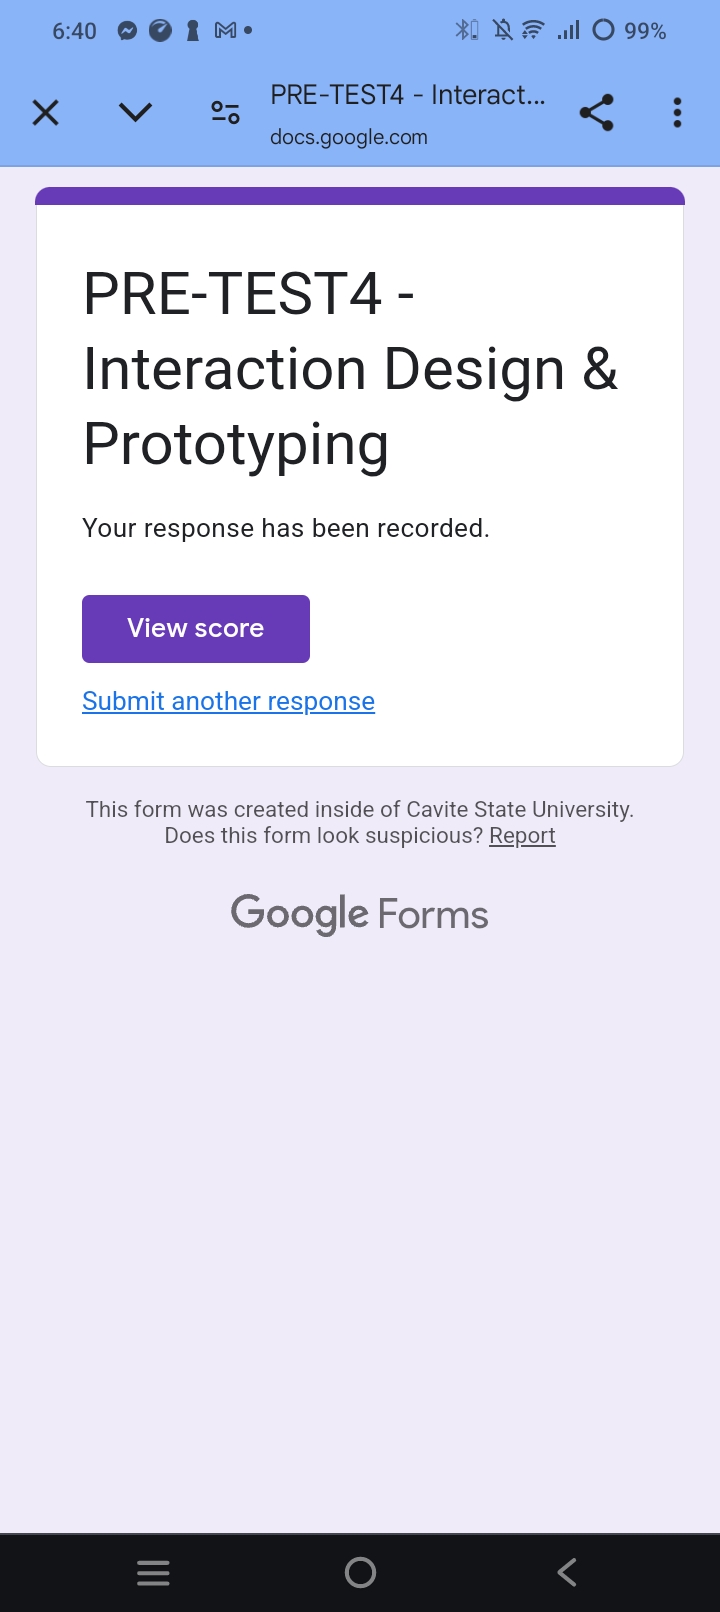 6:40
99%
PRE-TEST4 - Interact...
docs.google.com
PRE-TEST4 -
Interaction Design &
Prototyping
Your response has been recorded.
View score
Submit another response
This form was created inside of Cavite State University.
Does this form look suspicious? Report
Google Forms